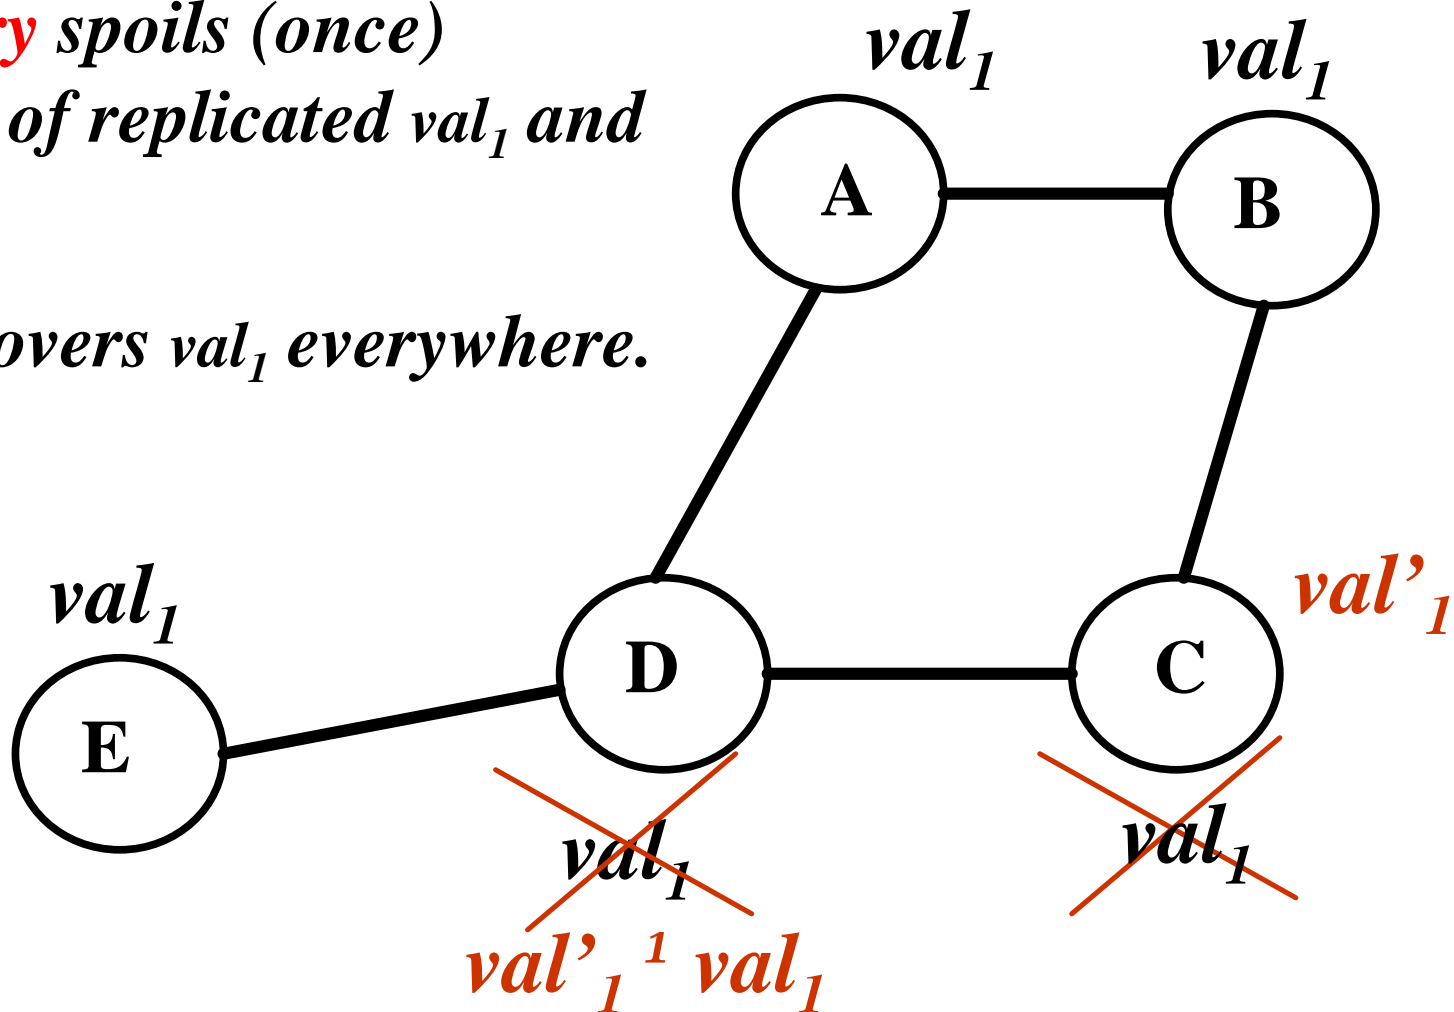 ry spoils (once)
of replicated val₁ and
overs val₁ everywhere.
val₁
val₁
A
B
val₁
val’₁
E
D
C
val₁
val₁
val’₁ ¹ val₁